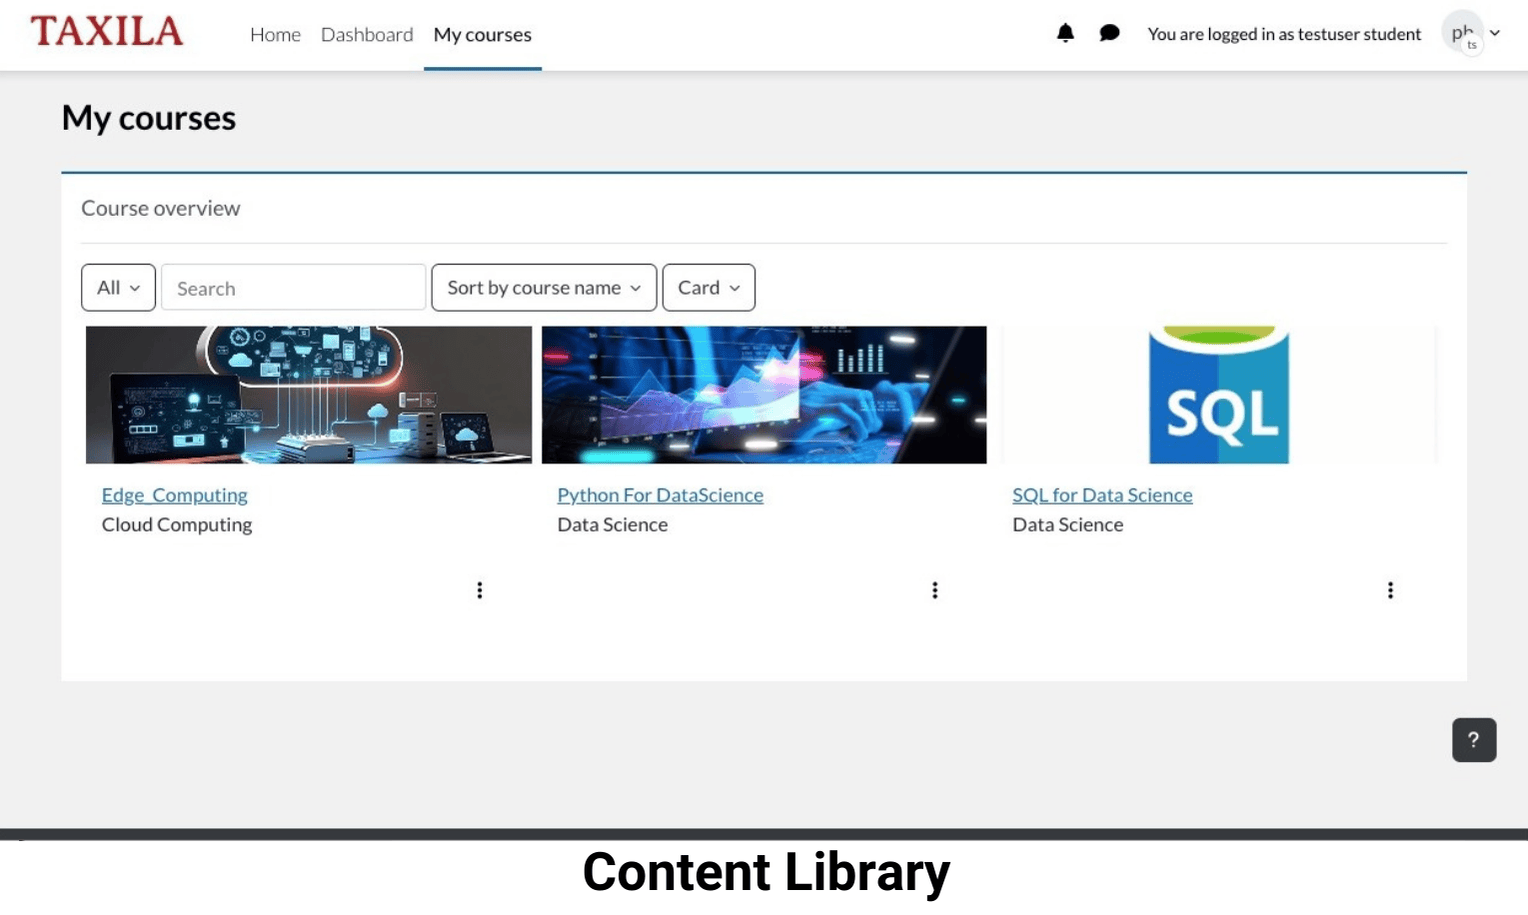 TAXILA
Home Dashboard My courses You are logged in as testuser student ph ts
My courses
Course overview
All Search Sort by course name Card
SQL
Edge_Computing Python For DataScience SQL for Data Science
Cloud Computing Data Science Data Science
?
Content Library